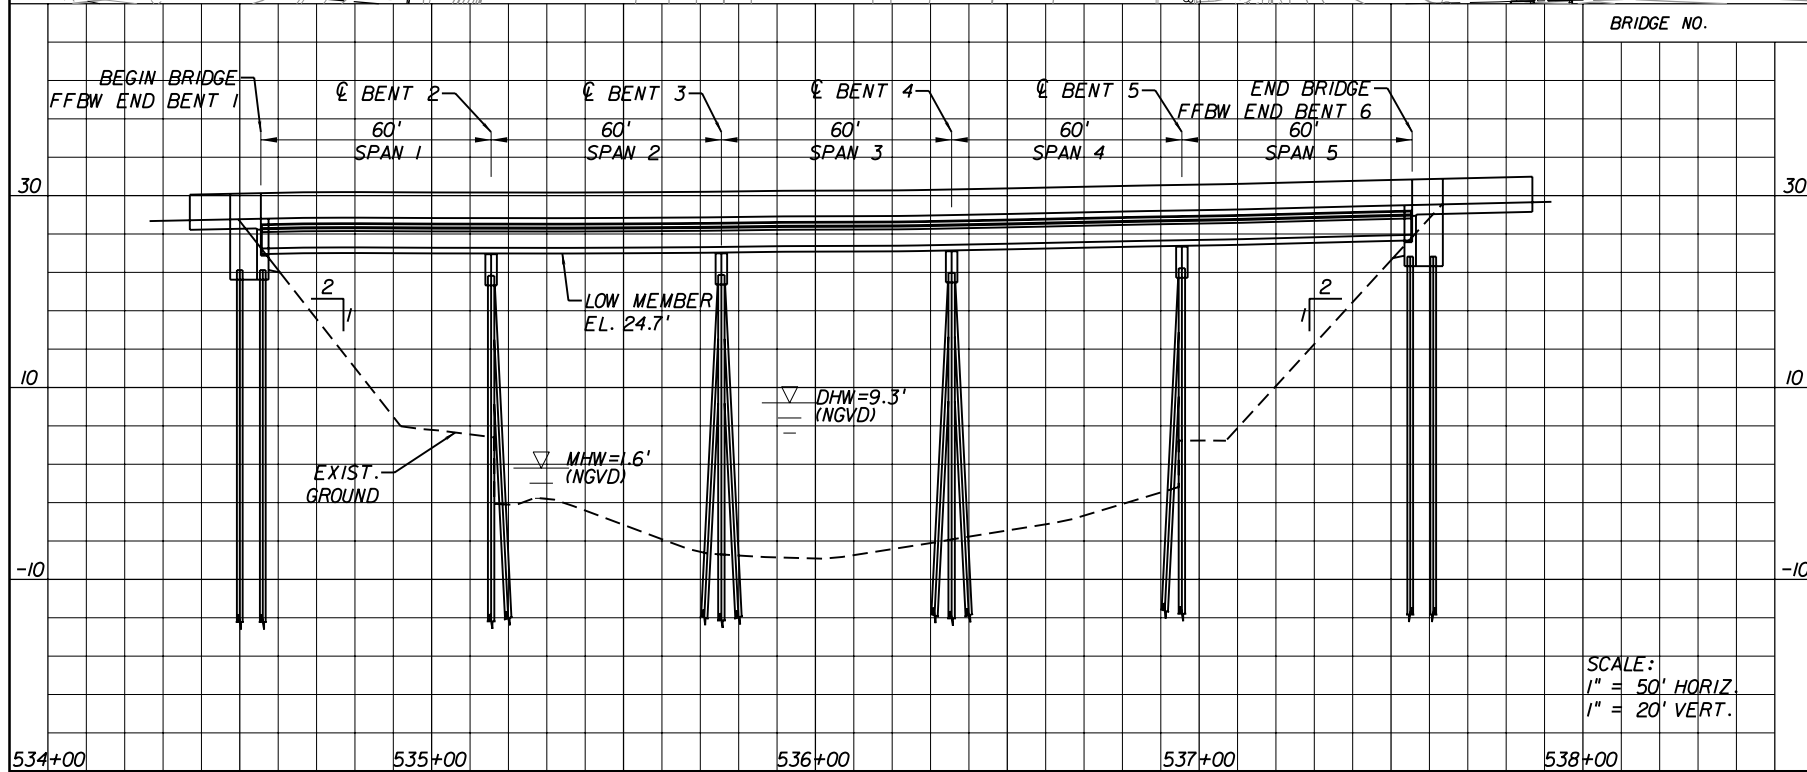 BRIDGE NO.
BEGIN BRIDGE
FFBW END BENT 1
℄ BENT 2
℄ BENT 3
℄ BENT 4
℄ BENT 5
END BRIDGE
FFBW END BENT 6
60'
SPAN 1
60'
SPAN 2
60'
SPAN 3
60'
SPAN 4
60'
SPAN 5
30
30
2
1
LOW MEMBER
EL. 24.7'
2
1
10
10
DHW=9.3'
(NGVD)
MHW=1.6'
(NGVD)
EXIST.
GROUND
-10
-10
SCALE:
1" = 50' HORIZ.
1" = 20' VERT.
534+00
535+00
536+00
537+00
538+00